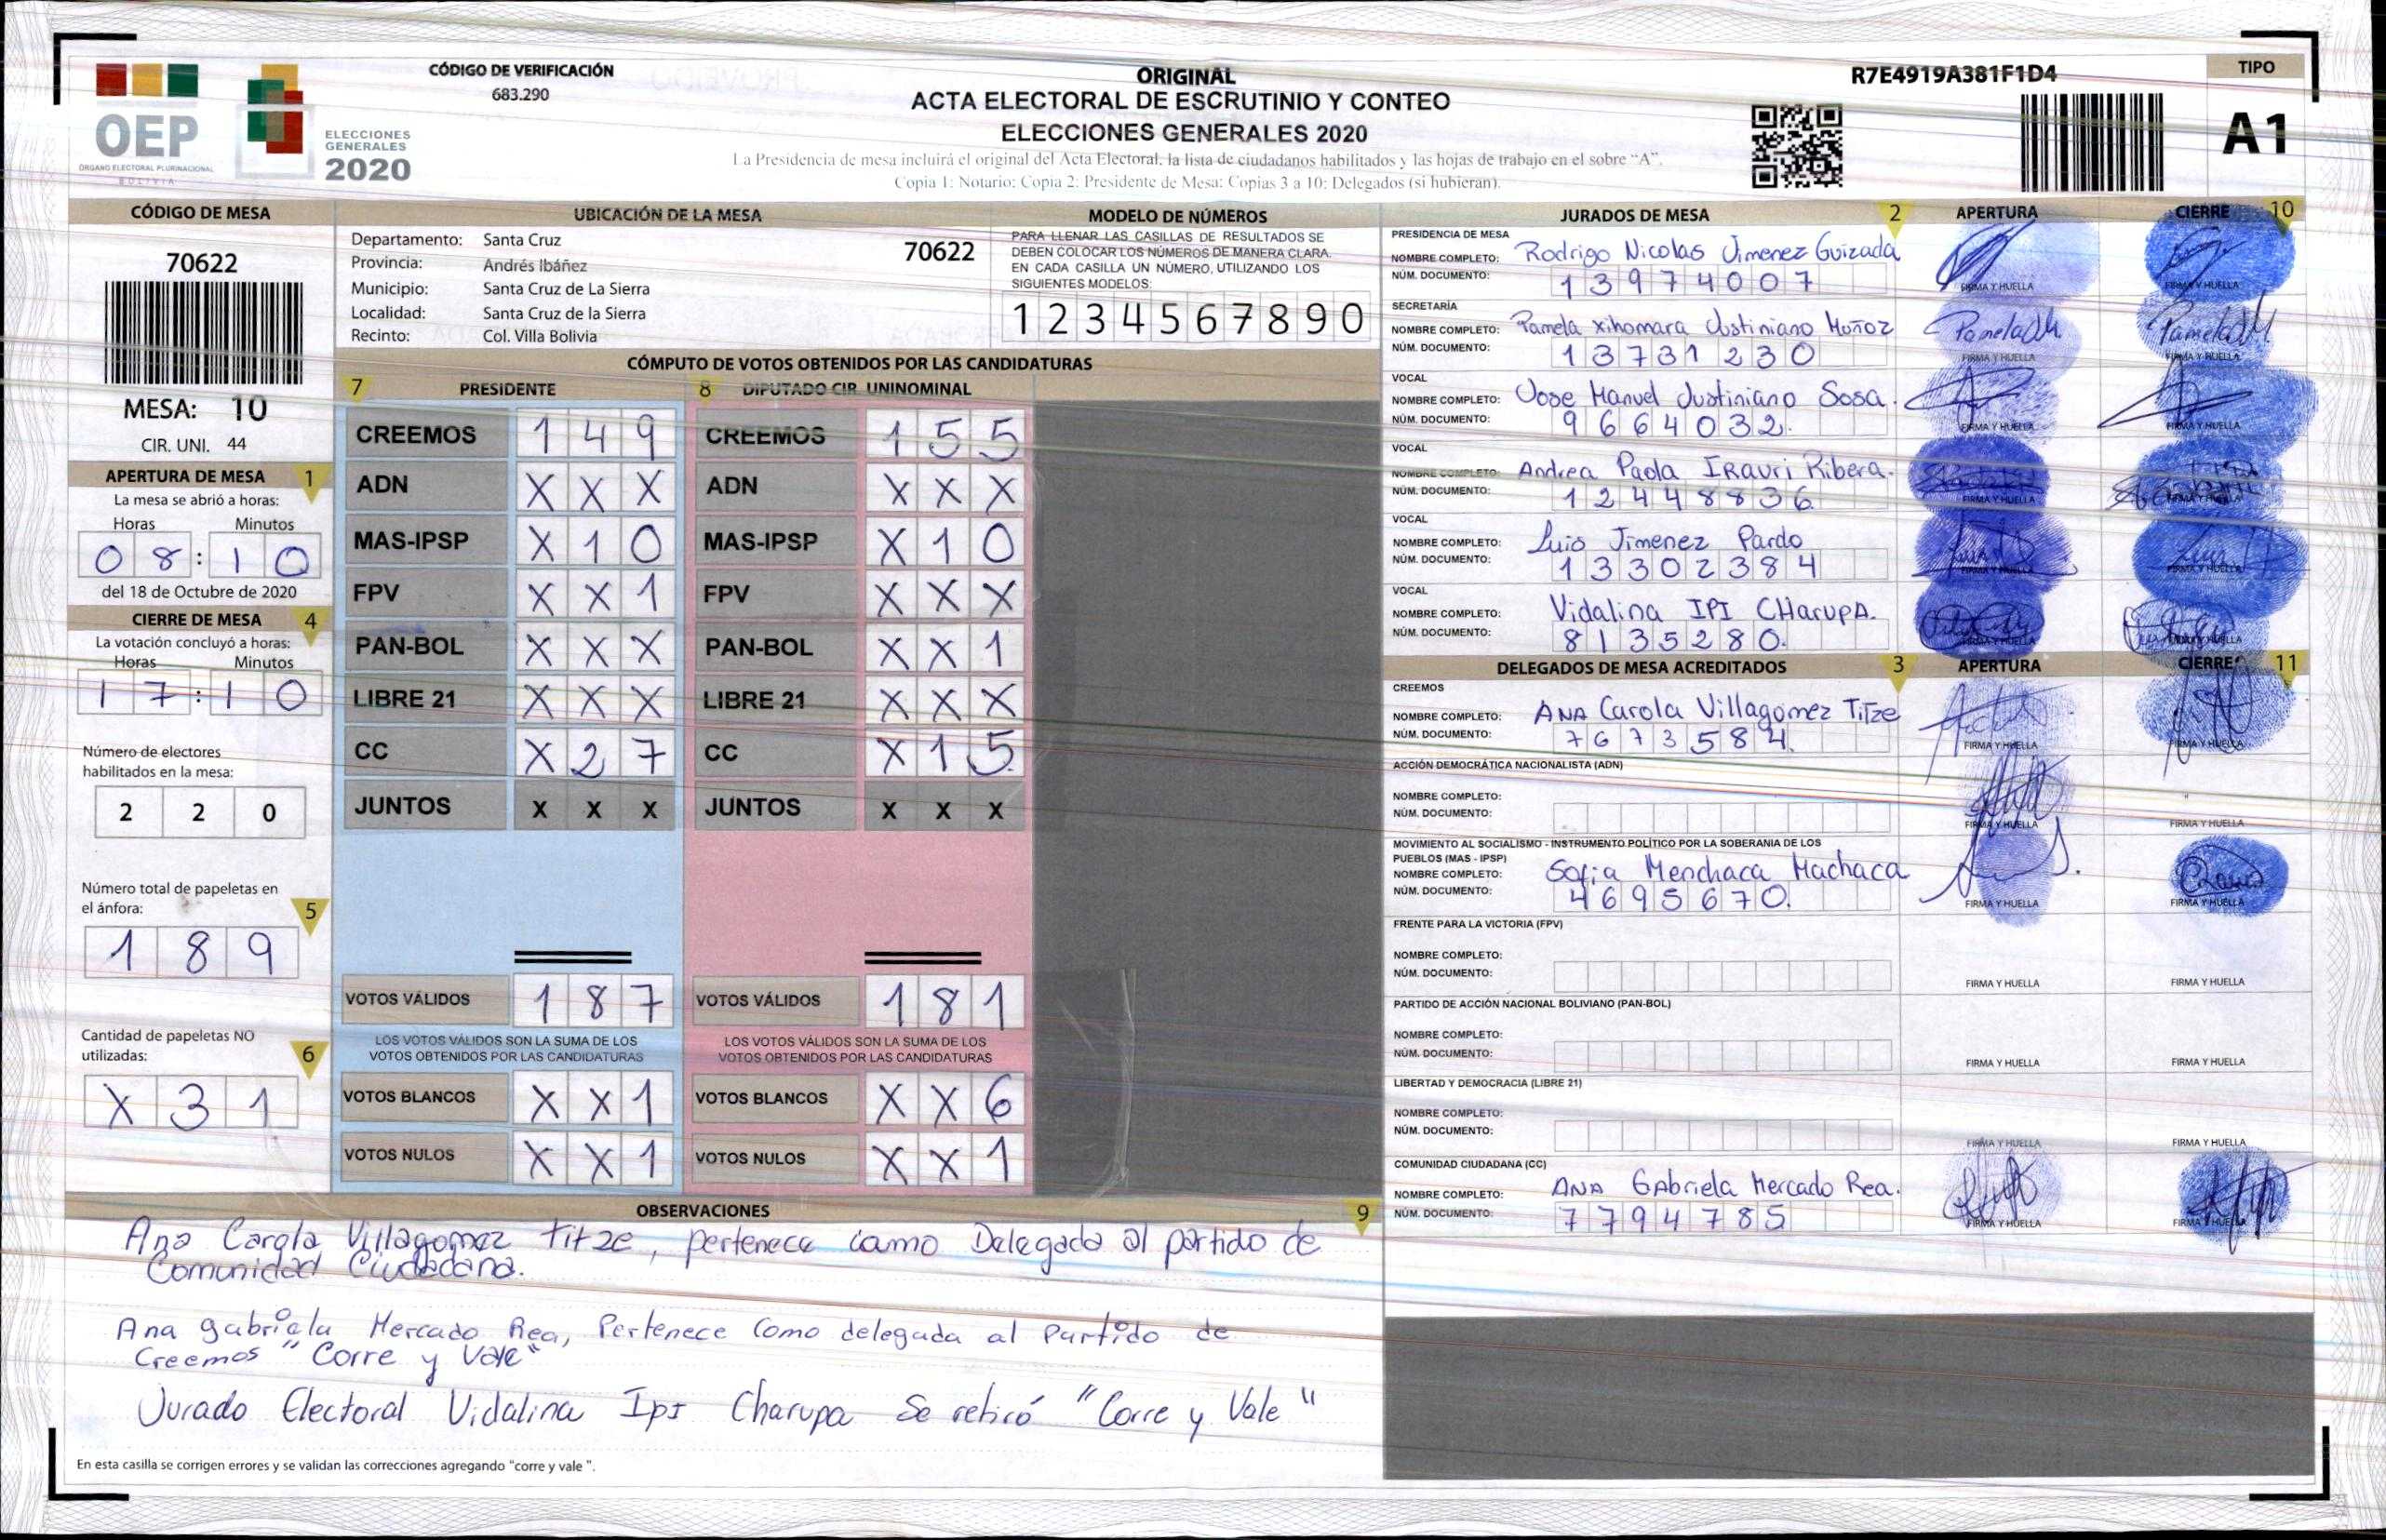 CÓDIGO DE VERIFICACIÓN
683.290
OEP
ÓRGANO ELECTORAL PLURINACIONAL
BOLIVIA
ELECCIONES
GENERALES
2020
ORIGINAL
ACTA ELECTORAL DE ESCRUTINIO Y CONTEO
ELECCIONES GENERALES 2020
La Presidencia de mesa incluirá el original del Acta Electoral, la lista de ciudadanos habilitados y las hojas de trabajo en el sobre "A".
Copia 1: Notario; Copia 2: Presidente de Mesa; Copias 3 a 10: Delegados (si hubieran).
R7E4919A381F1D4
TIPO
A1
CÓDIGO DE MESA
70622
MESA: 10
CIR. UNI. 44
APERTURA DE MESA 1
La mesa se abrió a horas:
Horas Minutos
08:10
del 18 de Octubre de 2020
CIERRE DE MESA 4
La votación concluyó a horas:
Horas Minutos
17:10
Número de electores
habilitados en la mesa:
2 2 0
Número total de papeletas en
el ánfora: 5
1 8 9
Cantidad de papeletas NO
utilizadas: 6
X 3 1
UBICACIÓN DE LA MESA
Departamento: Santa Cruz 70622
Provincia: Andrés Ibáñez
Municipio: Santa Cruz de La Sierra
Localidad: Santa Cruz de la Sierra
Recinto: Col. Villa Bolivia
MODELO DE NÚMEROS
PARA LLENAR LAS CASILLAS DE RESULTADOS SE
DEBEN COLOCAR LOS NÚMEROS DE MANERA CLARA.
EN CADA CASILLA UN NÚMERO, UTILIZANDO LOS
SIGUIENTES MODELOS:
1 2 3 4 5 6 7 8 9 0
CÓMPUTO DE VOTOS OBTENIDOS POR LAS CANDIDATURAS
7 PRESIDENTE 8 DIPUTADO CIR. UNINOMINAL
CREEMOS 1 4 9 CREEMOS 1 5 5
ADN X X X ADN X X X
MAS-IPSP X 1 0 MAS-IPSP X 1 0
FPV X X 1 FPV X X X
PAN-BOL X X X PAN-BOL X X 1
LIBRE 21 X X X LIBRE 21 X X X
CC X 2 7 CC X 1 5
JUNTOS X X X JUNTOS X X X
VOTOS VÁLIDOS 1 8 7 VOTOS VÁLIDOS 1 8 1
LOS VOTOS VÁLIDOS SON LA SUMA DE LOS LOS VOTOS VÁLIDOS SON LA SUMA DE LOS
VOTOS OBTENIDOS POR LAS CANDIDATURAS VOTOS OBTENIDOS POR LAS CANDIDATURAS
VOTOS BLANCOS X X 1 VOTOS BLANCOS X X 6
VOTOS NULOS X X 1 VOTOS NULOS X X 1
JURADOS DE MESA 2 APERTURA CIERRE 10
PRESIDENCIA DE MESA
NOMBRE COMPLETO: Rodrigo Nicolas Jimenez Guizada
NÚM. DOCUMENTO: 13974007 FIRMA Y HUELLA FIRMA Y HUELLA
SECRETARÍA
NOMBRE COMPLETO: Pamela Xihomara Justiniano Muñoz
NÚM. DOCUMENTO: 13731230 FIRMA Y HUELLA FIRMA Y HUELLA
VOCAL
NOMBRE COMPLETO: Jose Manuel Justiniano Sosa.
NÚM. DOCUMENTO: 9664032. FIRMA Y HUELLA FIRMA Y HUELLA
VOCAL
NOMBRE COMPLETO: Andrea Paola IRauri Ribera.
NÚM. DOCUMENTO: 12448836 FIRMA Y HUELLA FIRMA Y HUELLA
VOCAL
NOMBRE COMPLETO: Luis Jimenez Pardo
NÚM. DOCUMENTO: 13302384 FIRMA Y HUELLA FIRMA Y HUELLA
VOCAL
NOMBRE COMPLETO: Vidalina IPI CHarupA.
NÚM. DOCUMENTO: 8135280. FIRMA Y HUELLA FIRMA Y HUELLA
DELEGADOS DE MESA ACREDITADOS 3 APERTURA CIERRE 11
CREEMOS
NOMBRE COMPLETO: ANA Carola Villagomez TiTze
NÚM. DOCUMENTO: 7673584. FIRMA Y HUELLA FIRMA Y HUELLA
ACCIÓN DEMOCRÁTICA NACIONALISTA (ADN)
NOMBRE COMPLETO:
NÚM. DOCUMENTO: FIRMA Y HUELLA FIRMA Y HUELLA
MOVIMIENTO AL SOCIALISMO - INSTRUMENTO POLÍTICO POR LA SOBERANIA DE LOS
PUEBLOS (MAS - IPSP)
NOMBRE COMPLETO: Sofia Menchaca Machaca
NÚM. DOCUMENTO: 4695670. FIRMA Y HUELLA FIRMA Y HUELLA
FRENTE PARA LA VICTORIA (FPV)
NOMBRE COMPLETO:
NÚM. DOCUMENTO: FIRMA Y HUELLA FIRMA Y HUELLA
PARTIDO DE ACCIÓN NACIONAL BOLIVIANO (PAN-BOL)
NOMBRE COMPLETO:
NÚM. DOCUMENTO: FIRMA Y HUELLA FIRMA Y HUELLA
LIBERTAD Y DEMOCRACIA (LIBRE 21)
NOMBRE COMPLETO:
NÚM. DOCUMENTO: FIRMA Y HUELLA FIRMA Y HUELLA
COMUNIDAD CIUDADANA (CC)
NOMBRE COMPLETO: ANA GAbriela Mercado Rea.
NÚM. DOCUMENTO: 7794785 FIRMA Y HUELLA FIRMA Y HUELLA
OBSERVACIONES 9
Ana Carola Villagomez titze, pertenece como Delegada al partido de
Comunidad Ciudadana.
Ana gabriela Mercado Rea, Pertenece Como delegada al Partido de
Creemos "Corre y Vale"
Jurado Electoral Vidalina Ipi Charupa Se retiró "Corre y Vale"
En esta casilla se corrigen errores y se validan las correcciones agregando "corre y vale ".